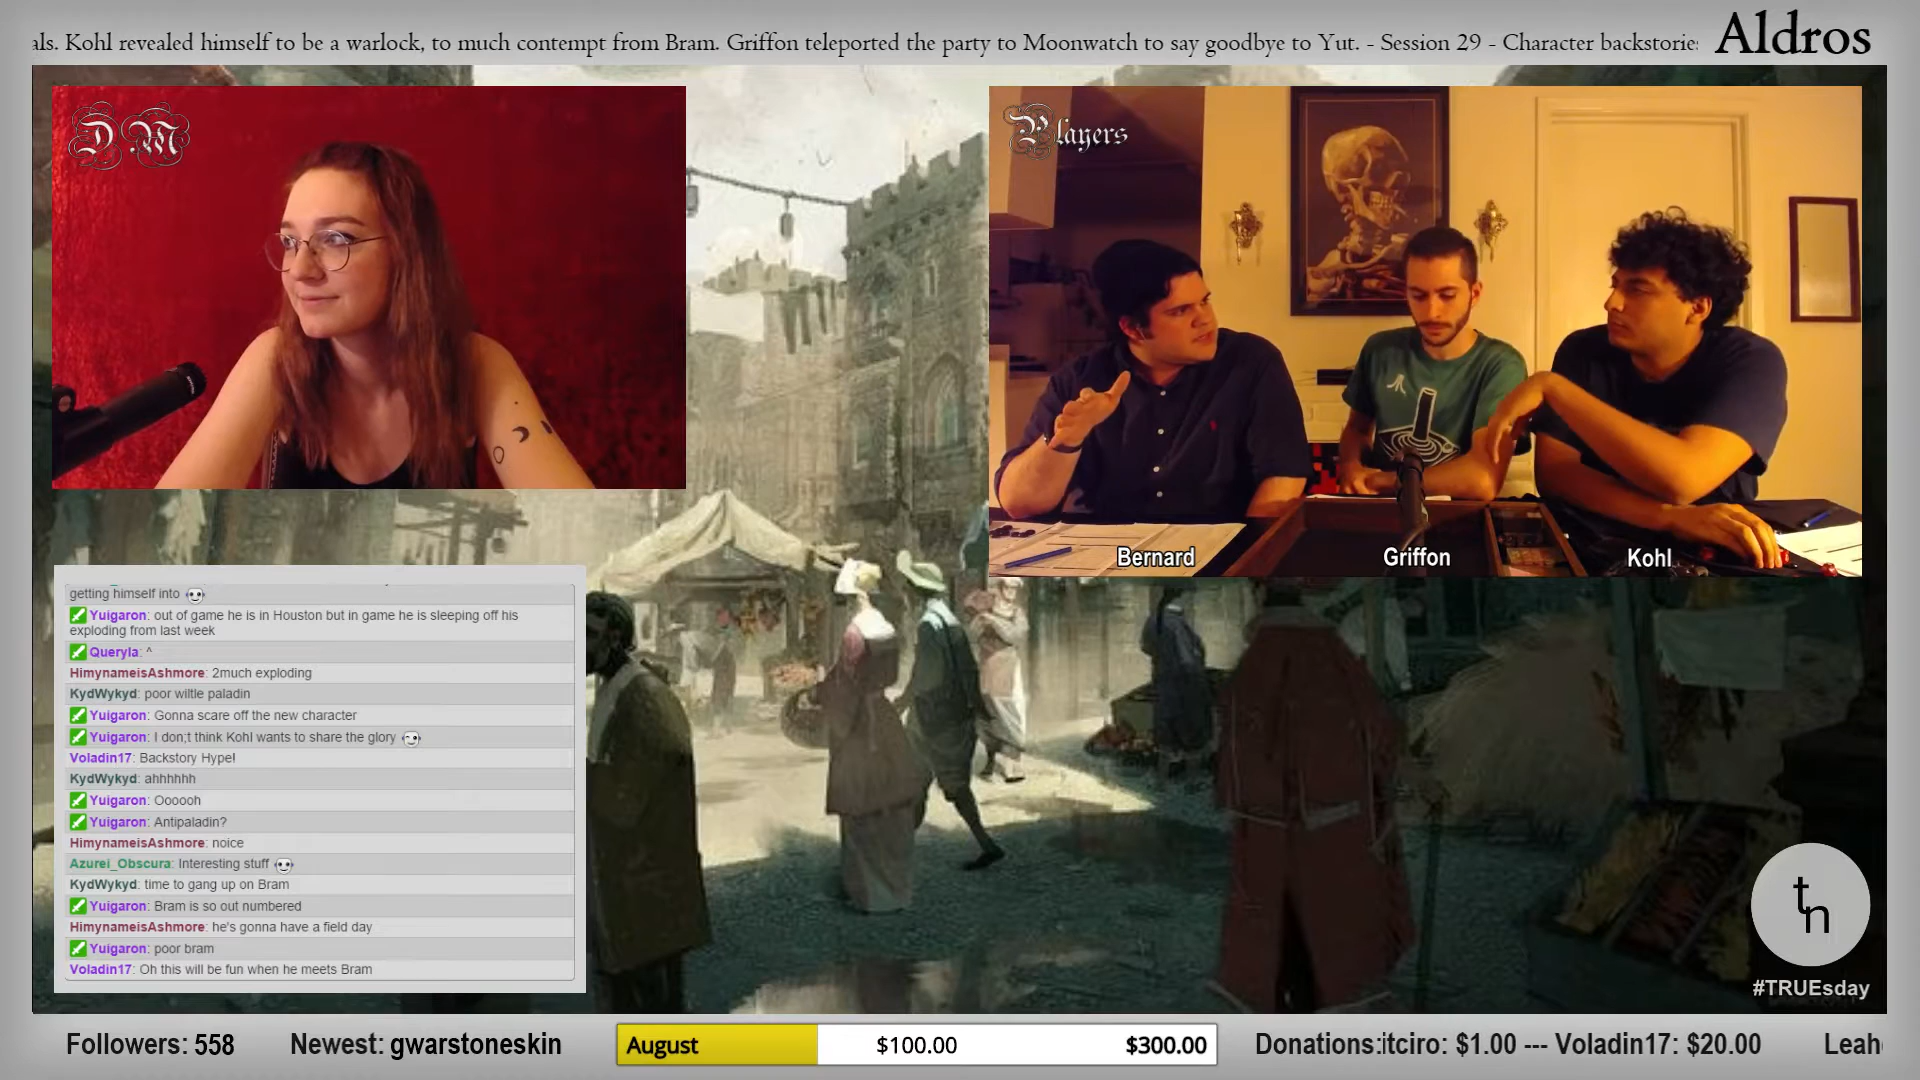 als. Kohl revealed himself to be a warlock, to much contempt from Bram. Griffon teleported the party to Moonwatch to say goodbye to Yut. - Session 29 - Character backstories
Aldros
D.M
Players
Bernard
Griffon
Kohl
getting himself into
Yuigaron: out of game he is in Houston but in game he is sleeping off his
exploding from last week
Queryla: ^
HimynameisAshmore: 2much exploding
KydWykyd: poor wiltle paladin
Yuigaron: Gonna scare off the new character
Yuigaron: I don;t think Kohl wants to share the glory
Voladin17: Backstory Hype!
KydWykyd: ahhhhhh
Yuigaron: Oooooh
Yuigaron: Antipaladin?
HimynameisAshmore: noice
Azurei_Obscura: Interesting stuff
KydWykyd: time to gang up on Bram
Yuigaron: Bram is so out numbered
HimynameisAshmore: he's gonna have a field day
Yuigaron: poor bram
Voladin17: Oh this will be fun when he meets Bram
tn
#TRUEsday
Followers: 558
Newest: gwarstoneskin
August $100.00 $300.00
Donations: itciro: $1.00 --- Voladin17: $20.00 Leah